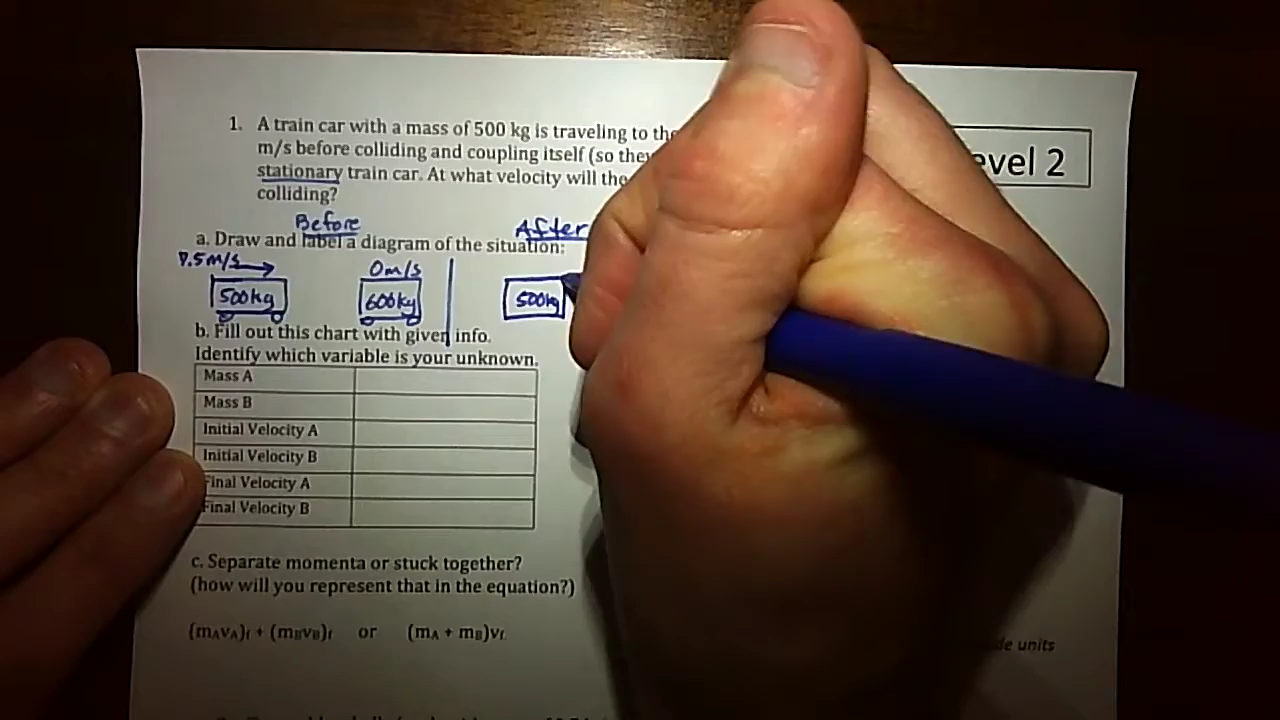 1. A train car with a mass of 500 kg is traveling to the
m/s before colliding and coupling itself (so they
stationary train car. At what velocity will the
colliding?
evel 2
Before
After
a. Draw and label a diagram of the situation:
.5m/s
0m/s
500kg
600kg
500kg
b. Fill out this chart with given info.
Identify which variable is your unknown.
Mass A
Mass B
Initial Velocity A
Initial Velocity B
Final Velocity A
Final Velocity B
c. Separate momenta or stuck together?
(how will you represent that in the equation?)
(mAvA)f + (mBvB)f or (mA + mB)vf
de units